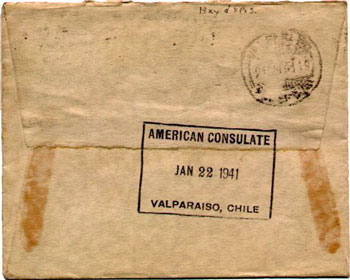 AMERICAN CONSULATE
JAN 22 1941
VALPARAISO, CHILE